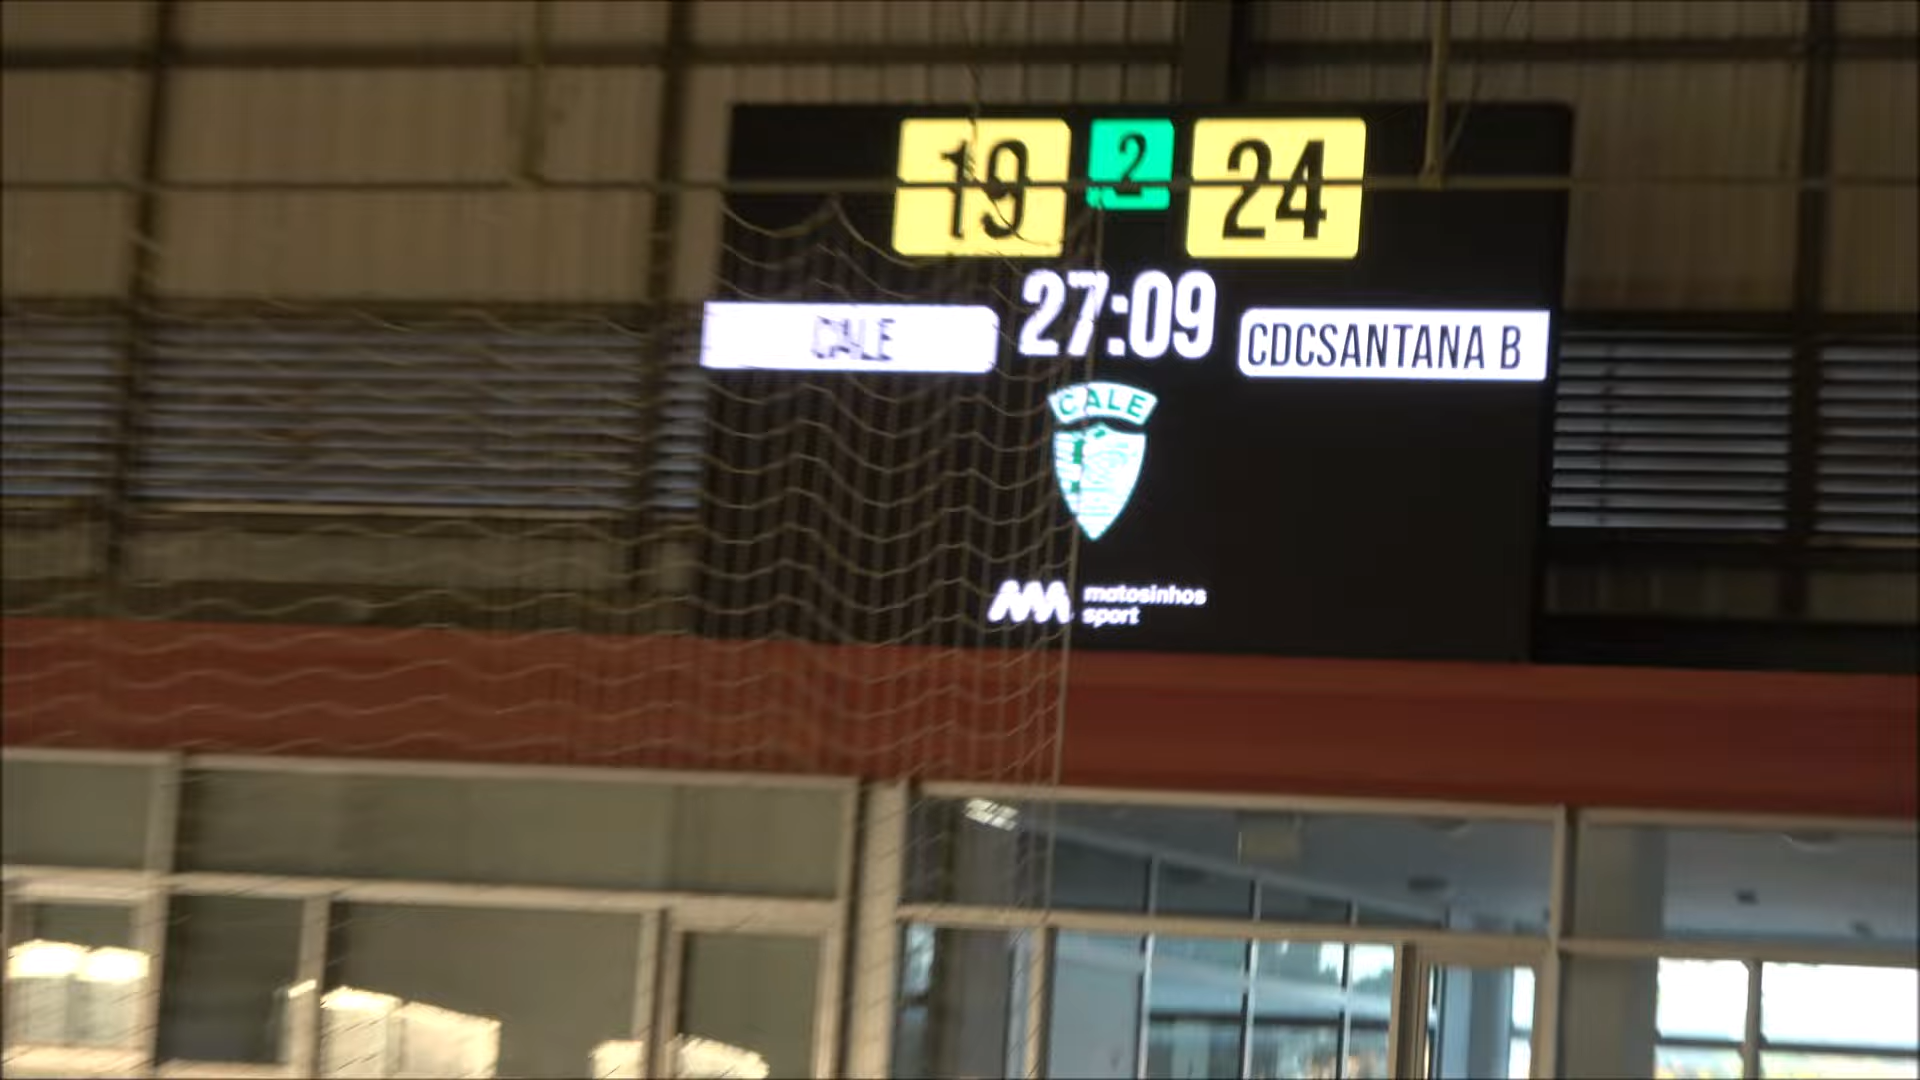 19 2 24
27:09
CALE CDCSANTANA B
CALE
matosinhos
sport